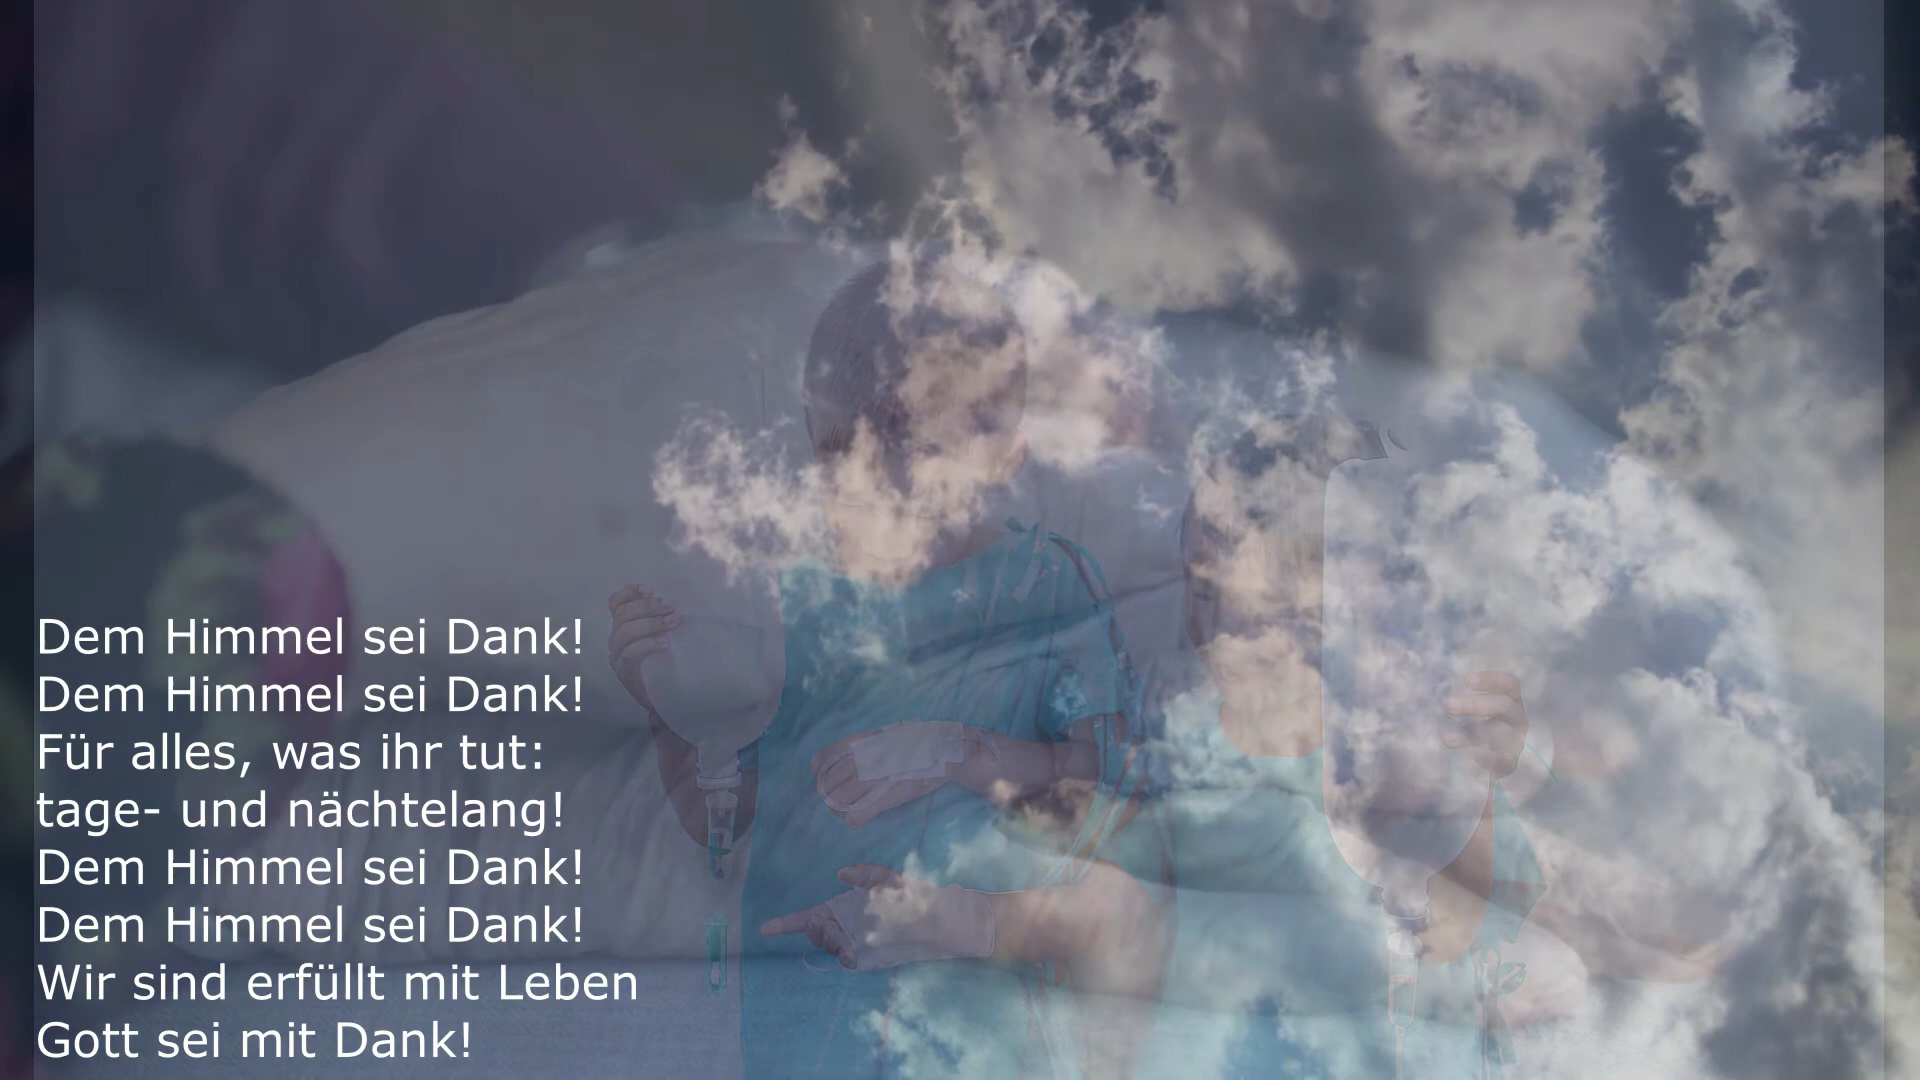 Dem Himmel sei Dank!
Dem Himmel sei Dank!
Für alles, was ihr tut:
tage- und nächtelang!
Dem Himmel sei Dank!
Dem Himmel sei Dank!
Wir sind erfüllt mit Leben
Gott sei mit Dank!